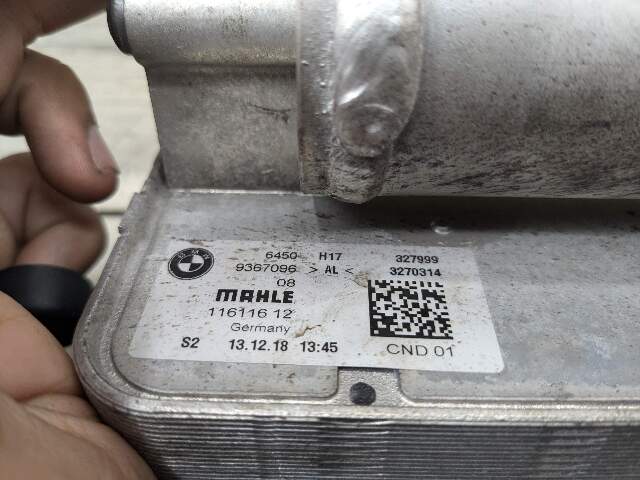 BMW
6450 H17 327999
9367096 > AL < 3270314
08
MAHLE
116116 12
Germany
S2 13.12.18 13:45 CND 01